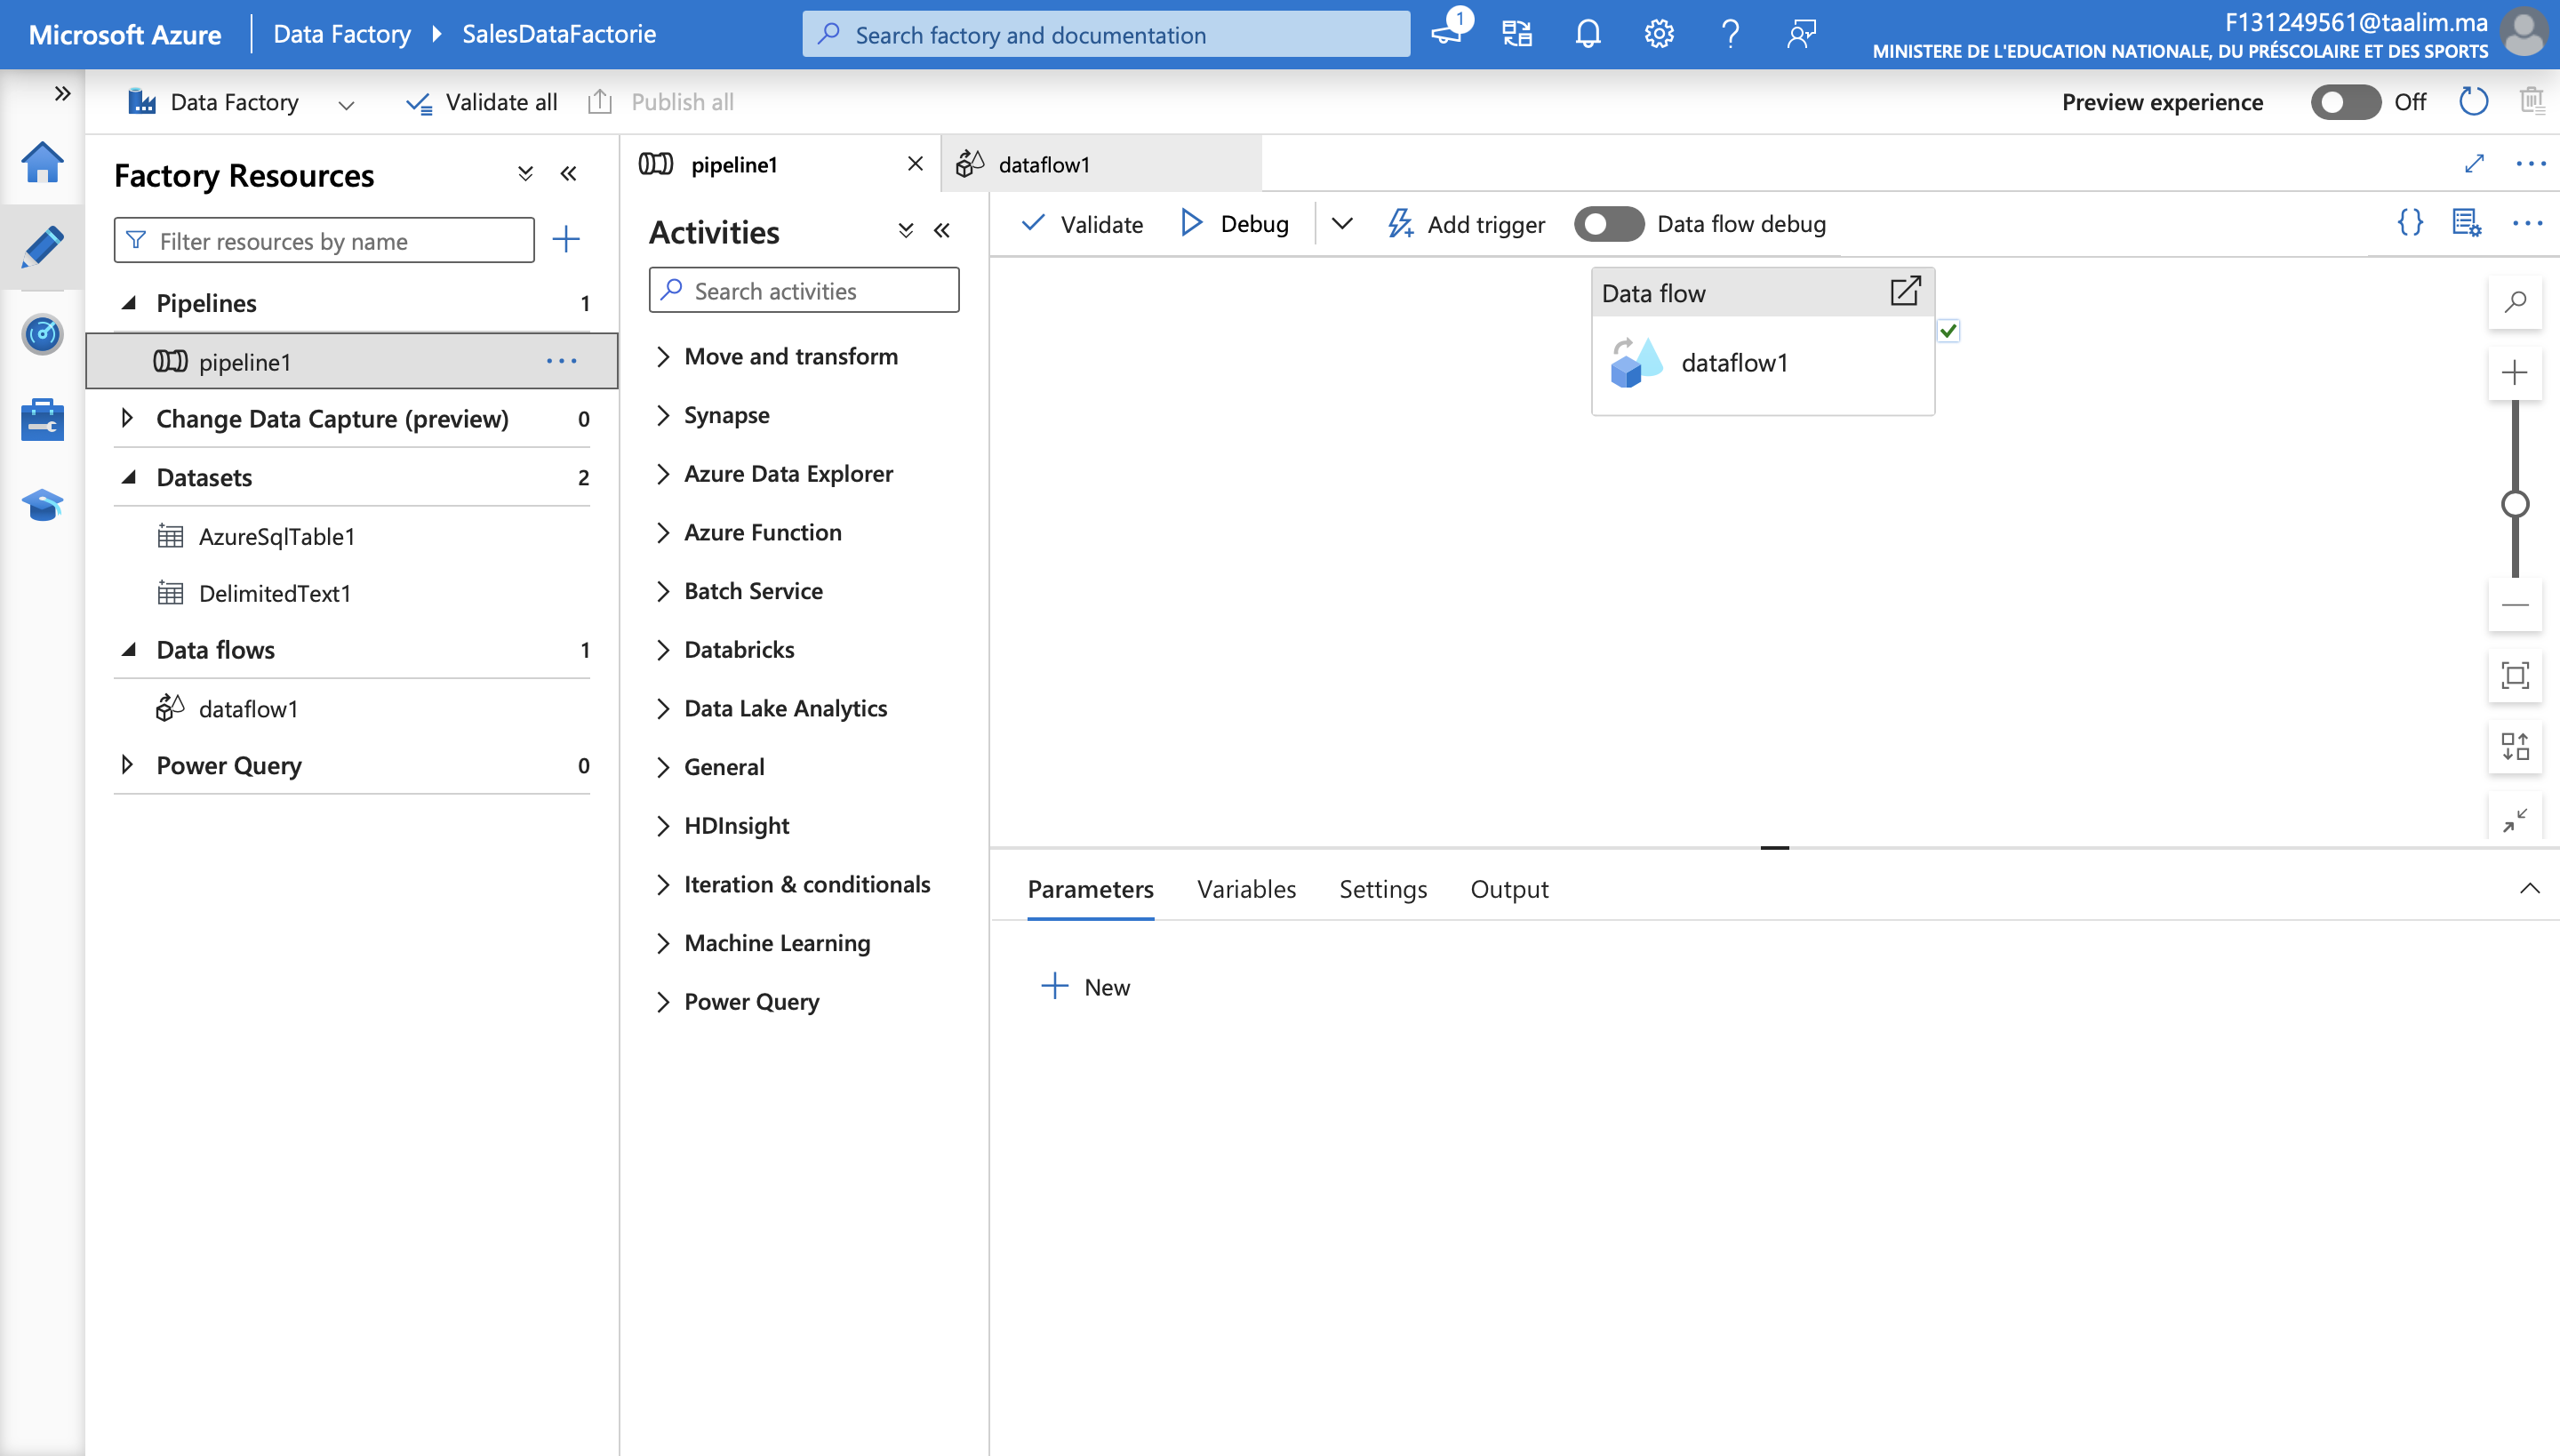 Microsoft Azure
Data Factory
SalesDataFactorie
Search factory and documentation
1
F131249561@taalim.ma
MINISTERE DE L'EDUCATION NATIONALE, DU PRÉSCOLAIRE ET DES SPORTS
Data Factory
Validate all
Publish all
Preview experience
Off
Factory Resources
Filter resources by name
Pipelines 1
pipeline1
Change Data Capture (preview) 0
Datasets 2
AzureSqlTable1
DelimitedText1
Data flows 1
dataflow1
Power Query 0
pipeline1
dataflow1
Activities
Search activities
Move and transform
Synapse
Azure Data Explorer
Azure Function
Batch Service
Databricks
Data Lake Analytics
General
HDInsight
Iteration & conditionals
Machine Learning
Power Query
Validate
Debug
Add trigger
Data flow debug
Data flow
dataflow1
Parameters
Variables
Settings
Output
New